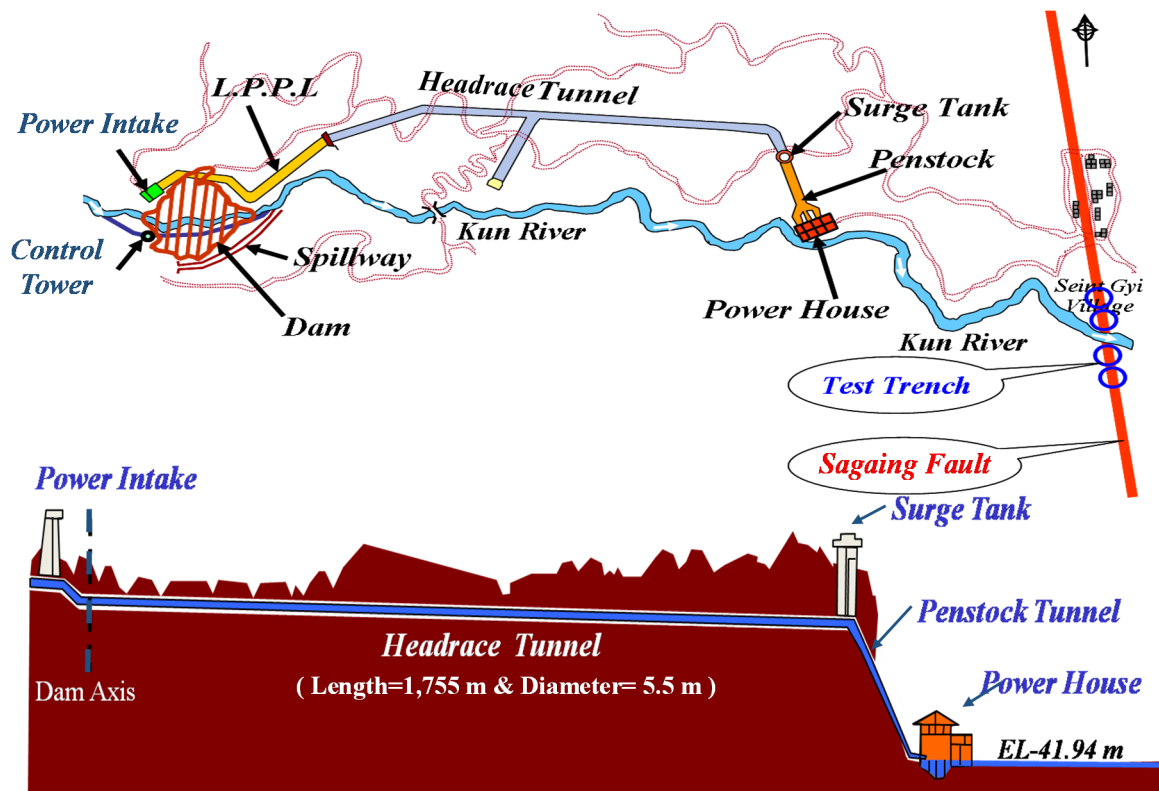 L.P.P.L
Headrace Tunnel
Power Intake
Surge Tank
Penstock
Kun River
Control
Tower
Spillway
Dam
Power House
Seint Gyi
Village
Kun River
Test Trench
Sagaing Fault
Power Intake
Surge Tank
Penstock Tunnel
Headrace Tunnel
( Length=1,755 m & Diameter= 5.5 m )
Dam Axis
Power House
EL-41.94 m